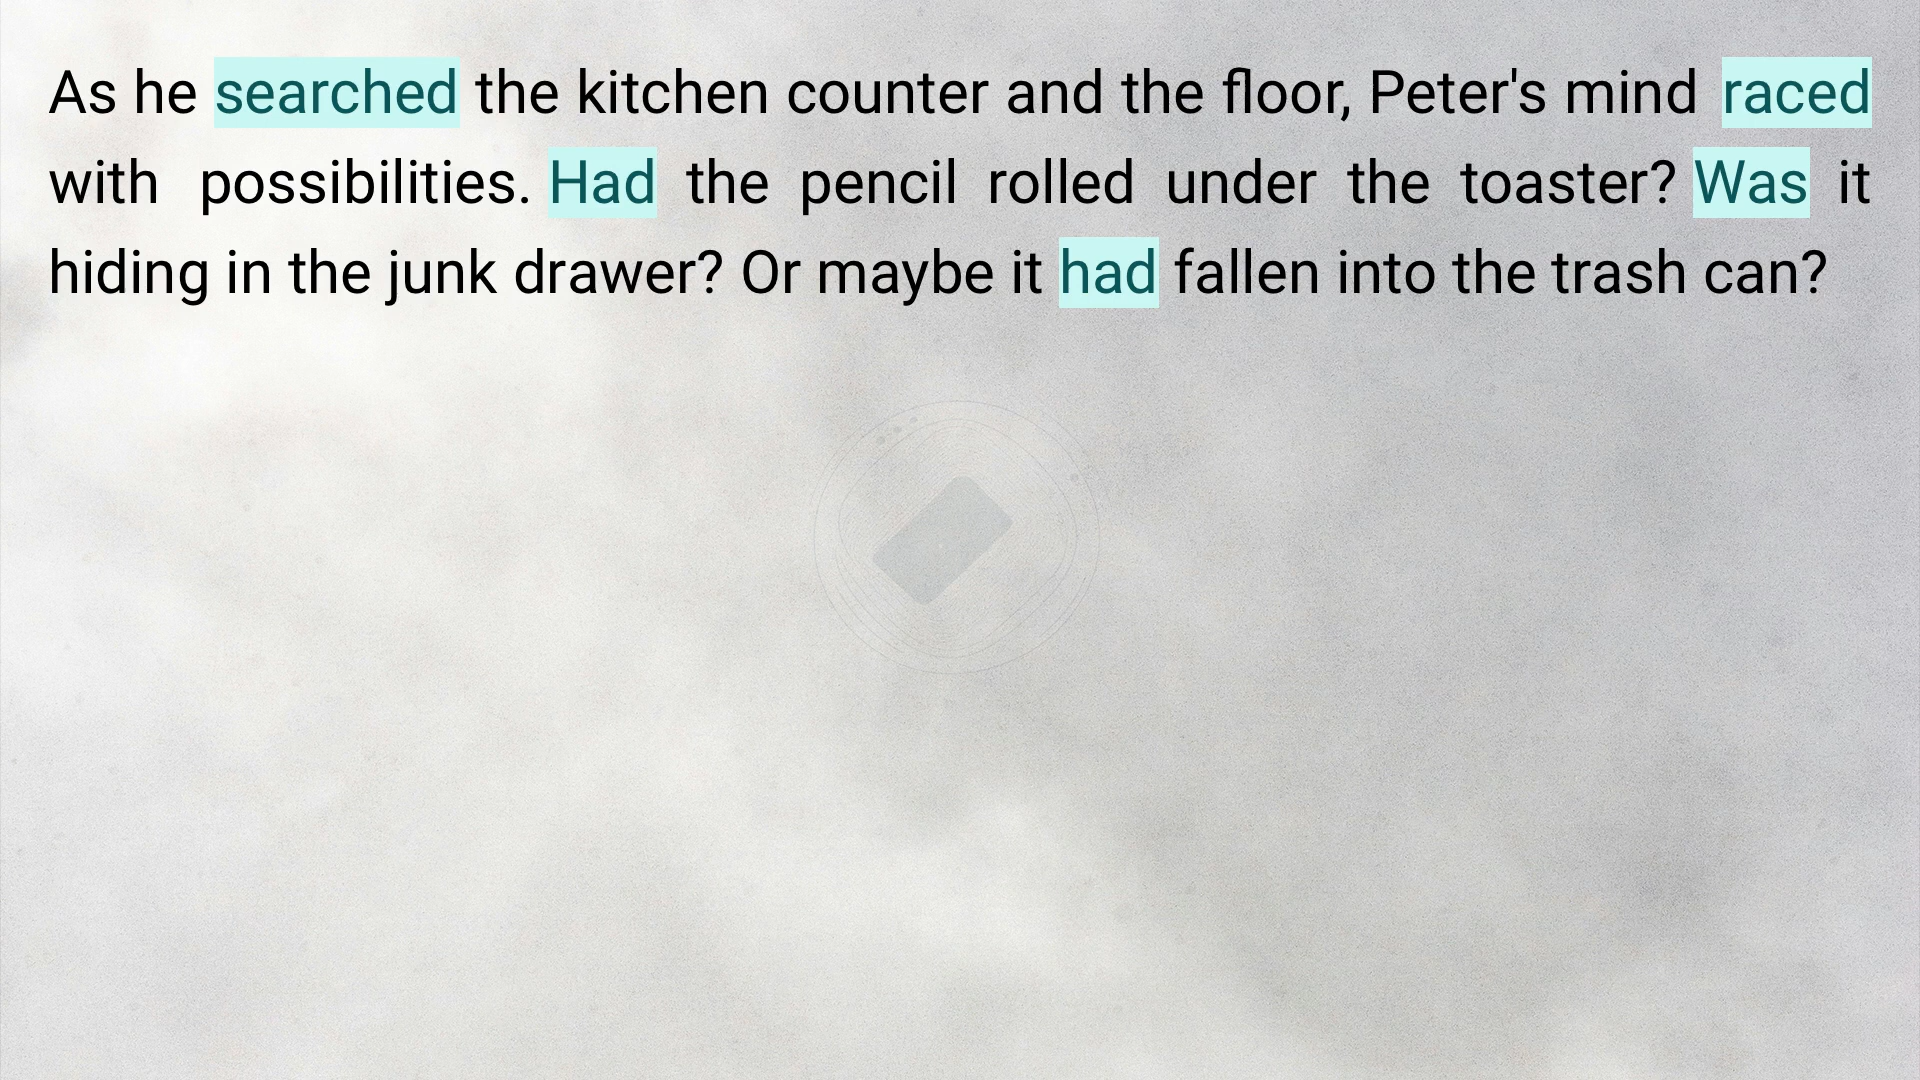 As he searched the kitchen counter and the floor, Peter's mind raced
with possibilities. Had the pencil rolled under the toaster? Was it
hiding in the junk drawer? Or maybe it had fallen into the trash can?